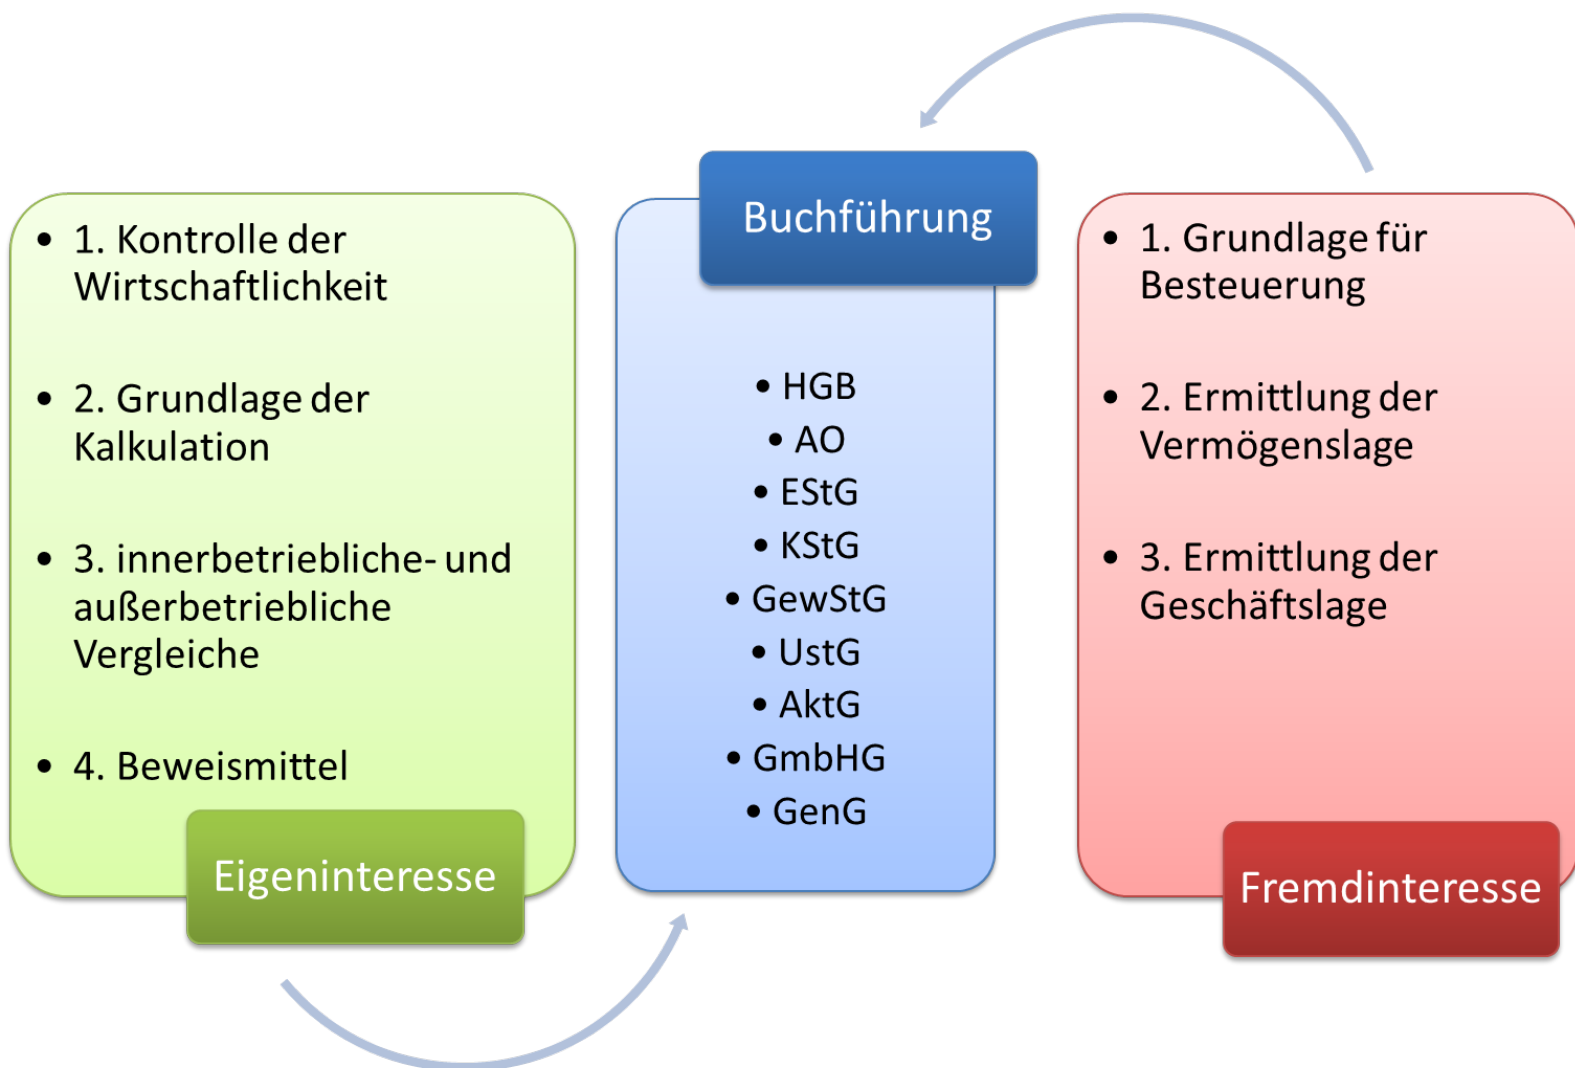 • 1. Kontrolle der
Wirtschaftlichkeit
• 2. Grundlage der
Kalkulation
• 3. innerbetriebliche- und
außerbetriebliche
Vergleiche
• 4. Beweismittel
Eigeninteresse
Buchführung
• HGB
• AO
• EStG
• KStG
• GewStG
• UstG
• AktG
• GmbHG
• GenG
• 1. Grundlage für
Besteuerung
• 2. Ermittlung der
Vermögenslage
• 3. Ermittlung der
Geschäftslage
Fremdinteresse